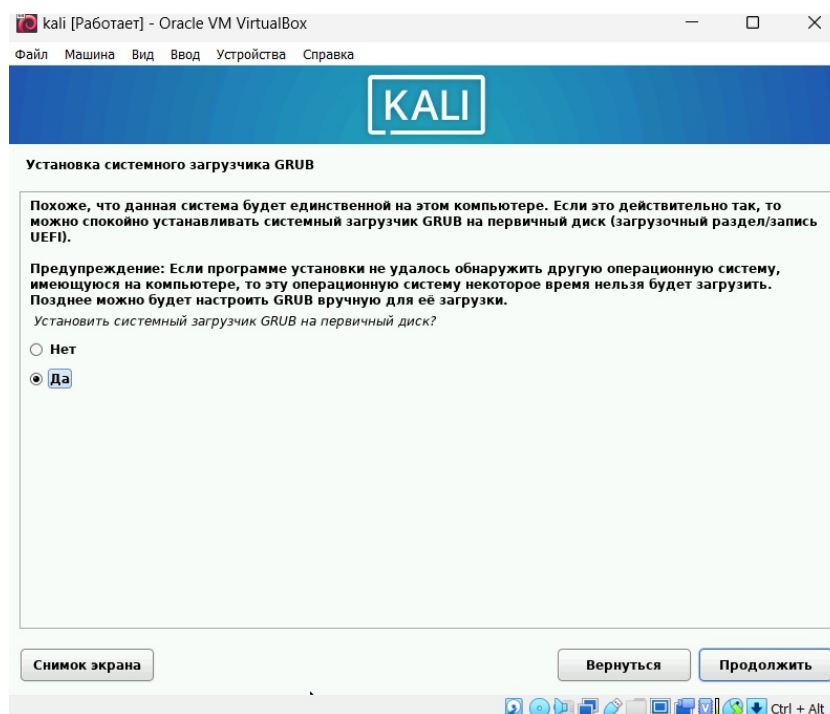 kali [Работает] - Oracle VM VirtualBox
Файл Машина Вид Ввод Устройства Справка
KALI
Установка системного загрузчика GRUB
Похоже, что данная система будет единственной на этом компьютере. Если это действительно так, то
можно спокойно устанавливать системный загрузчик GRUB на первичный диск (загрузочный раздел/запись
UEFI).
Предупреждение: Если программе установки не удалось обнаружить другую операционную систему,
имеющуюся на компьютере, то эту операционную систему некоторое время нельзя будет загрузить.
Позднее можно будет настроить GRUB вручную для её загрузки.
Установить системный загрузчик GRUB на первичный диск?
Нет
Да
Снимок экрана Вернуться Продолжить
Ctrl + Alt